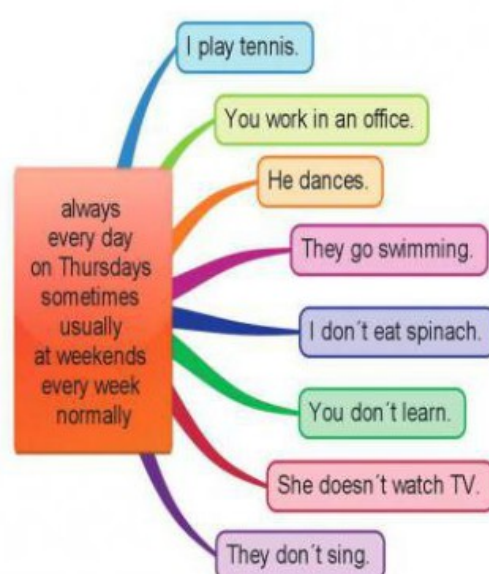 I play tennis.
You work in an office.
He dances.
They go swimming.
I don´t eat spinach.
You don´t learn.
She doesn´t watch TV.
They don´t sing.
always
every day
on Thursdays
sometimes
usually
at weekends
every week
normally